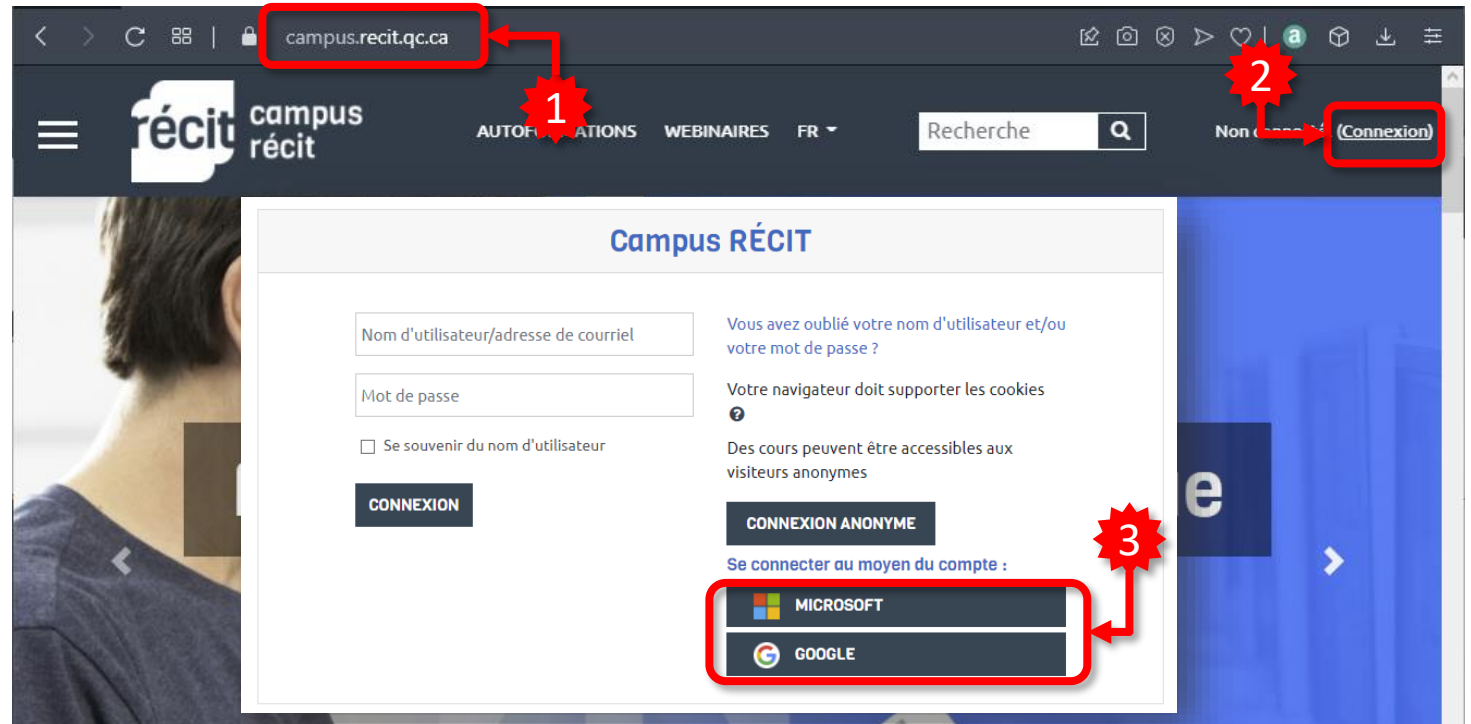 campus.recit.qc.ca
1
2
récit
campus
récit
WEBINAIRES
FR
Recherche
Non
(Connexion)
Campus RÉCIT
Nom d'utilisateur/adresse de courriel
Mot de passe
Se souvenir du nom d'utilisateur
CONNEXION
Vous avez oublié votre nom d'utilisateur et/ou
votre mot de passe ?
Votre navigateur doit supporter les cookies
Des cours peuvent être accessibles aux
visiteurs anonymes
CONNEXION ANONYME
3
Se connecter au moyen du compte :
MICROSOFT
GOOGLE